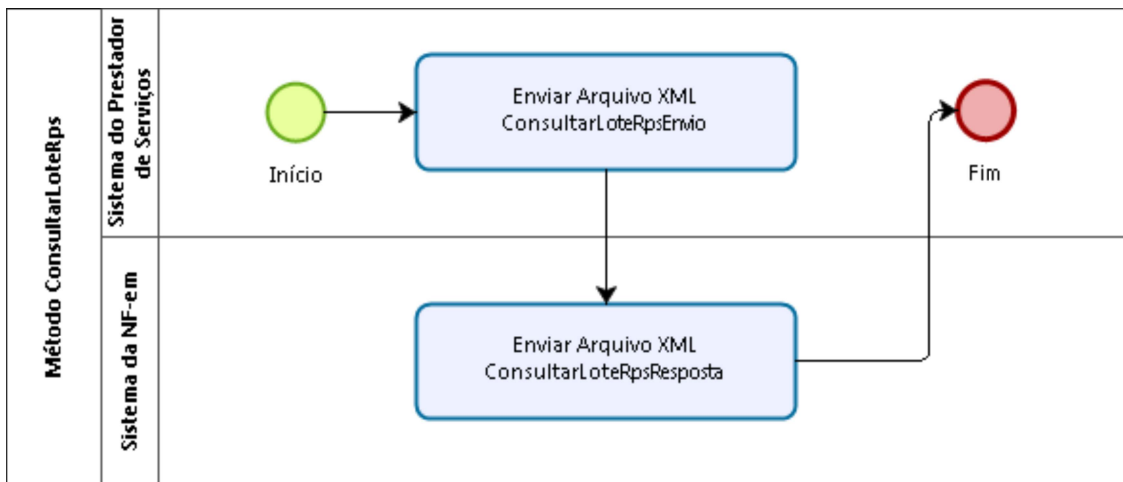 Método ConsultarLoteRps
Sistema do Prestador
de Serviços
Início
Enviar Arquivo XML
ConsultarLoteRpsEnvio
Fim
Sistema da NF-em
Enviar Arquivo XML
ConsultarLoteRpsResposta